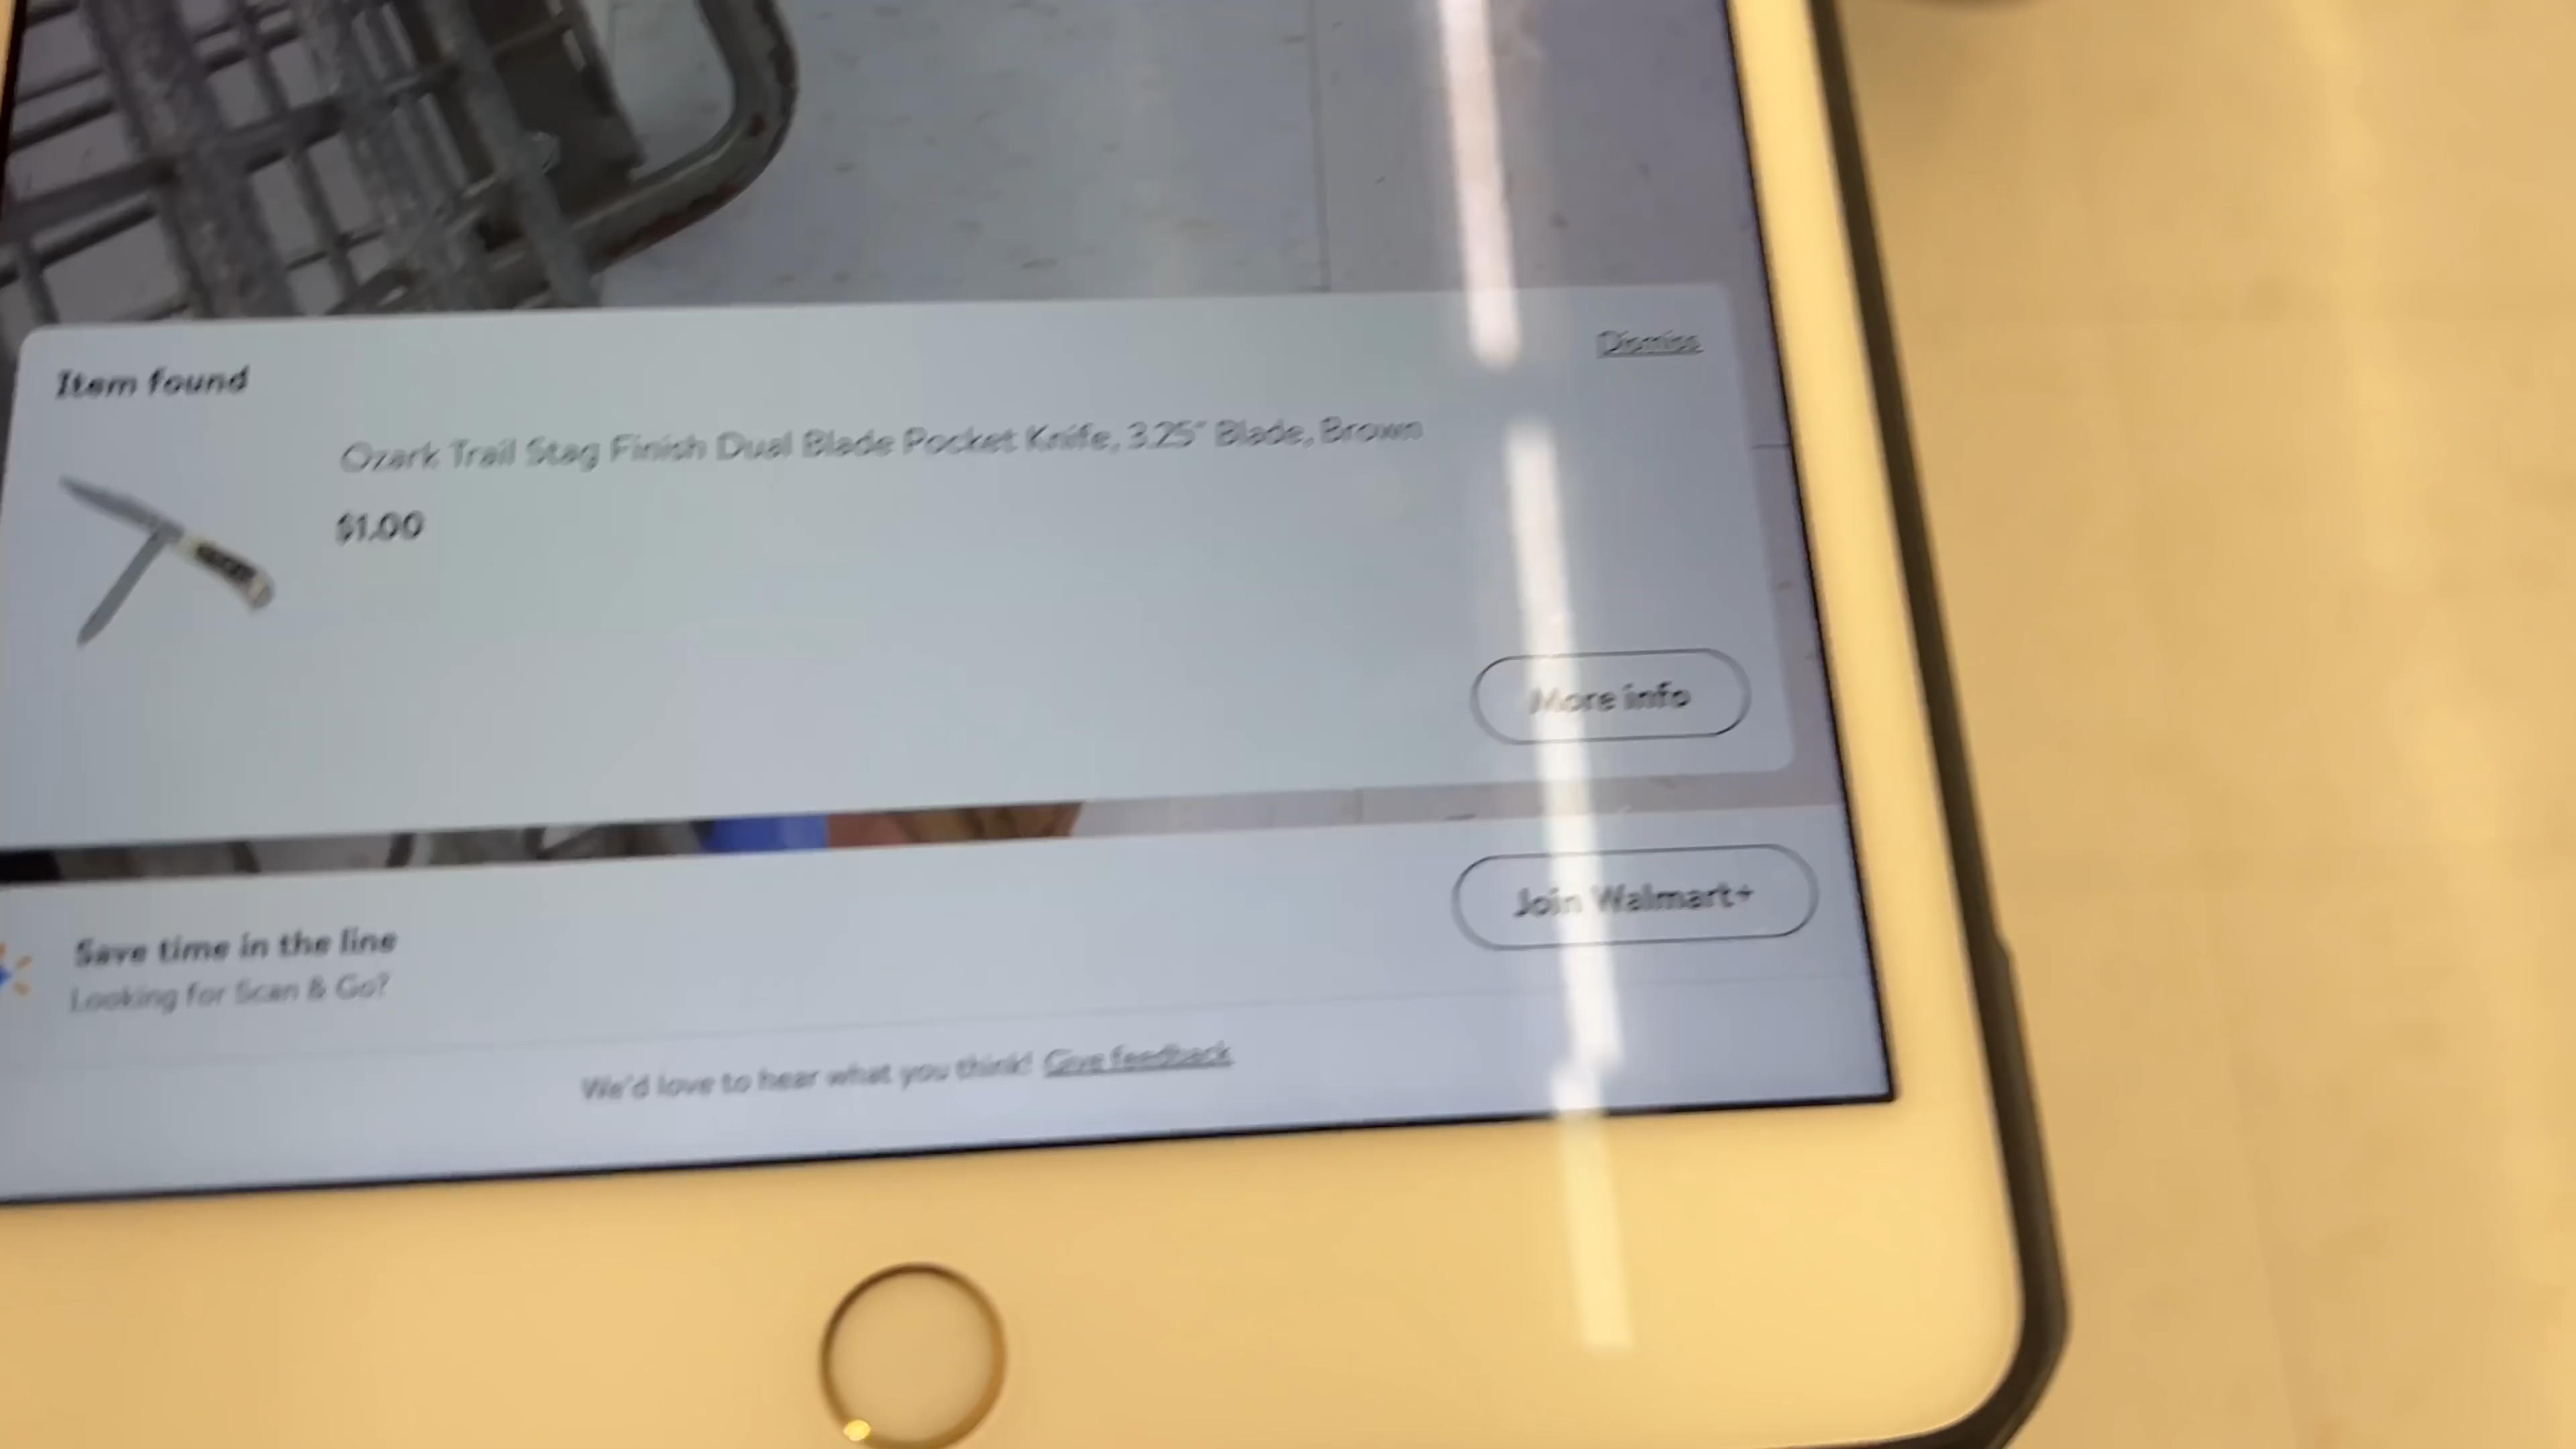 Item found
Dismiss
Ozark Trail Stag Finish Dual Blade Pocket Knife, 3.25" Blade, Brown
$1.00
More info
Join Walmart+
Save time in the line
Looking for Scan & Go?
We'd love to hear what you think! Give feedback